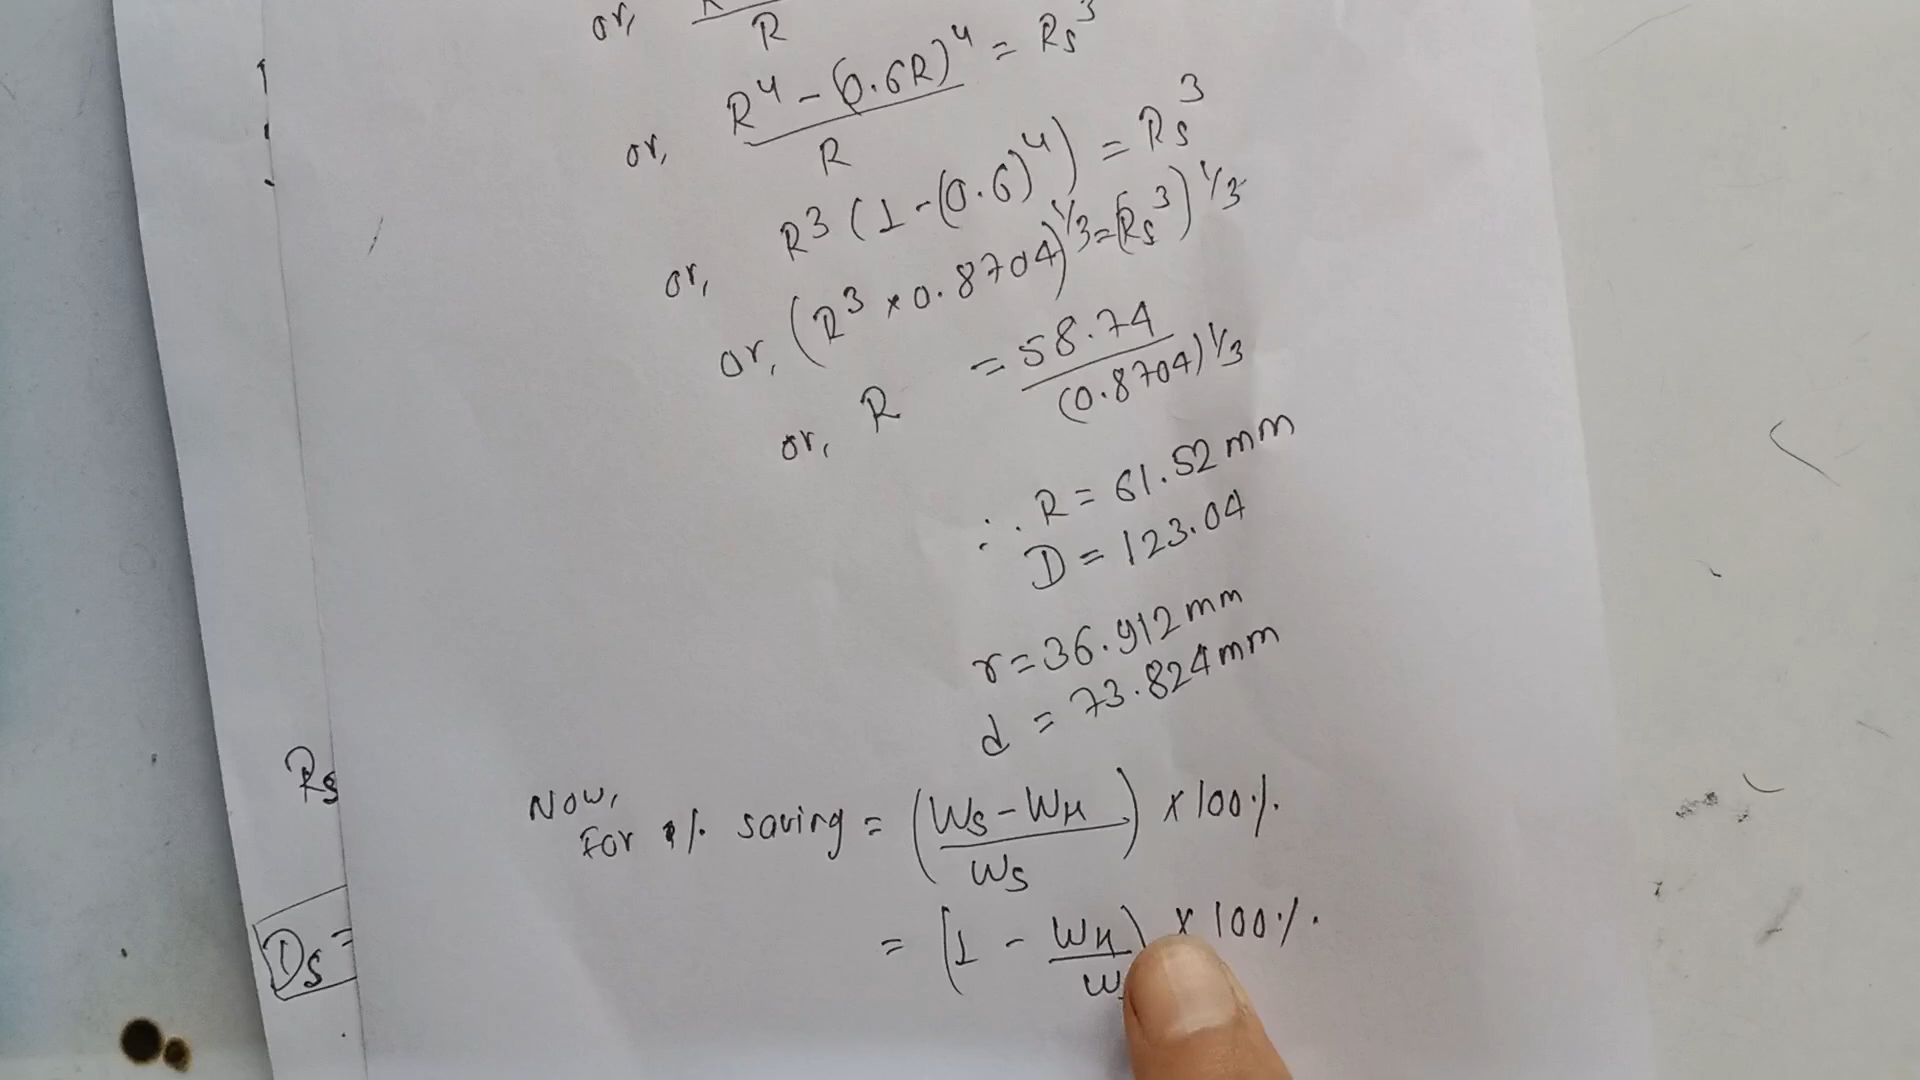 or, R
R⁴ - (0.6R)⁴ = Rs³
or, R
R³ (1 - (0.6)⁴) = Rs³
or, (R³ × 0.8704)^1/3 = (Rs³)^1/3
or, R = 58.74
(0.8704)^1/3
∴ R = 61.52 mm
D = 123.04
r = 36.912 mm
d = 73.824 mm
Rs
Now,
For % saving = (Ws - WH) × 100%.
Ws
= (1 - WH) × 100%.
W
Ds =